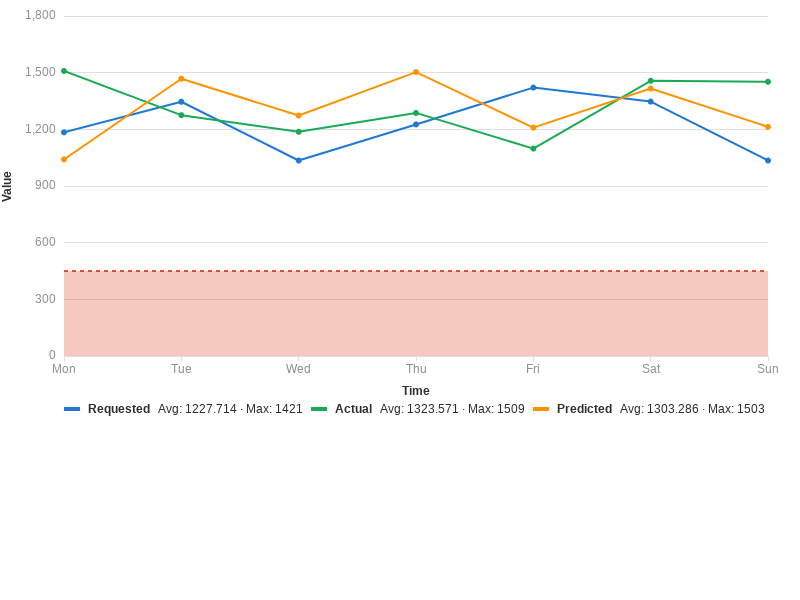 1,800
1,500
1,200
900
600
300
0
Value
Mon Tue Wed Thu Fri Sat Sun
Time
Requested Avg: 1227.714 · Max: 1421 Actual Avg: 1323.571 · Max: 1509 Predicted Avg: 1303.286 · Max: 1503